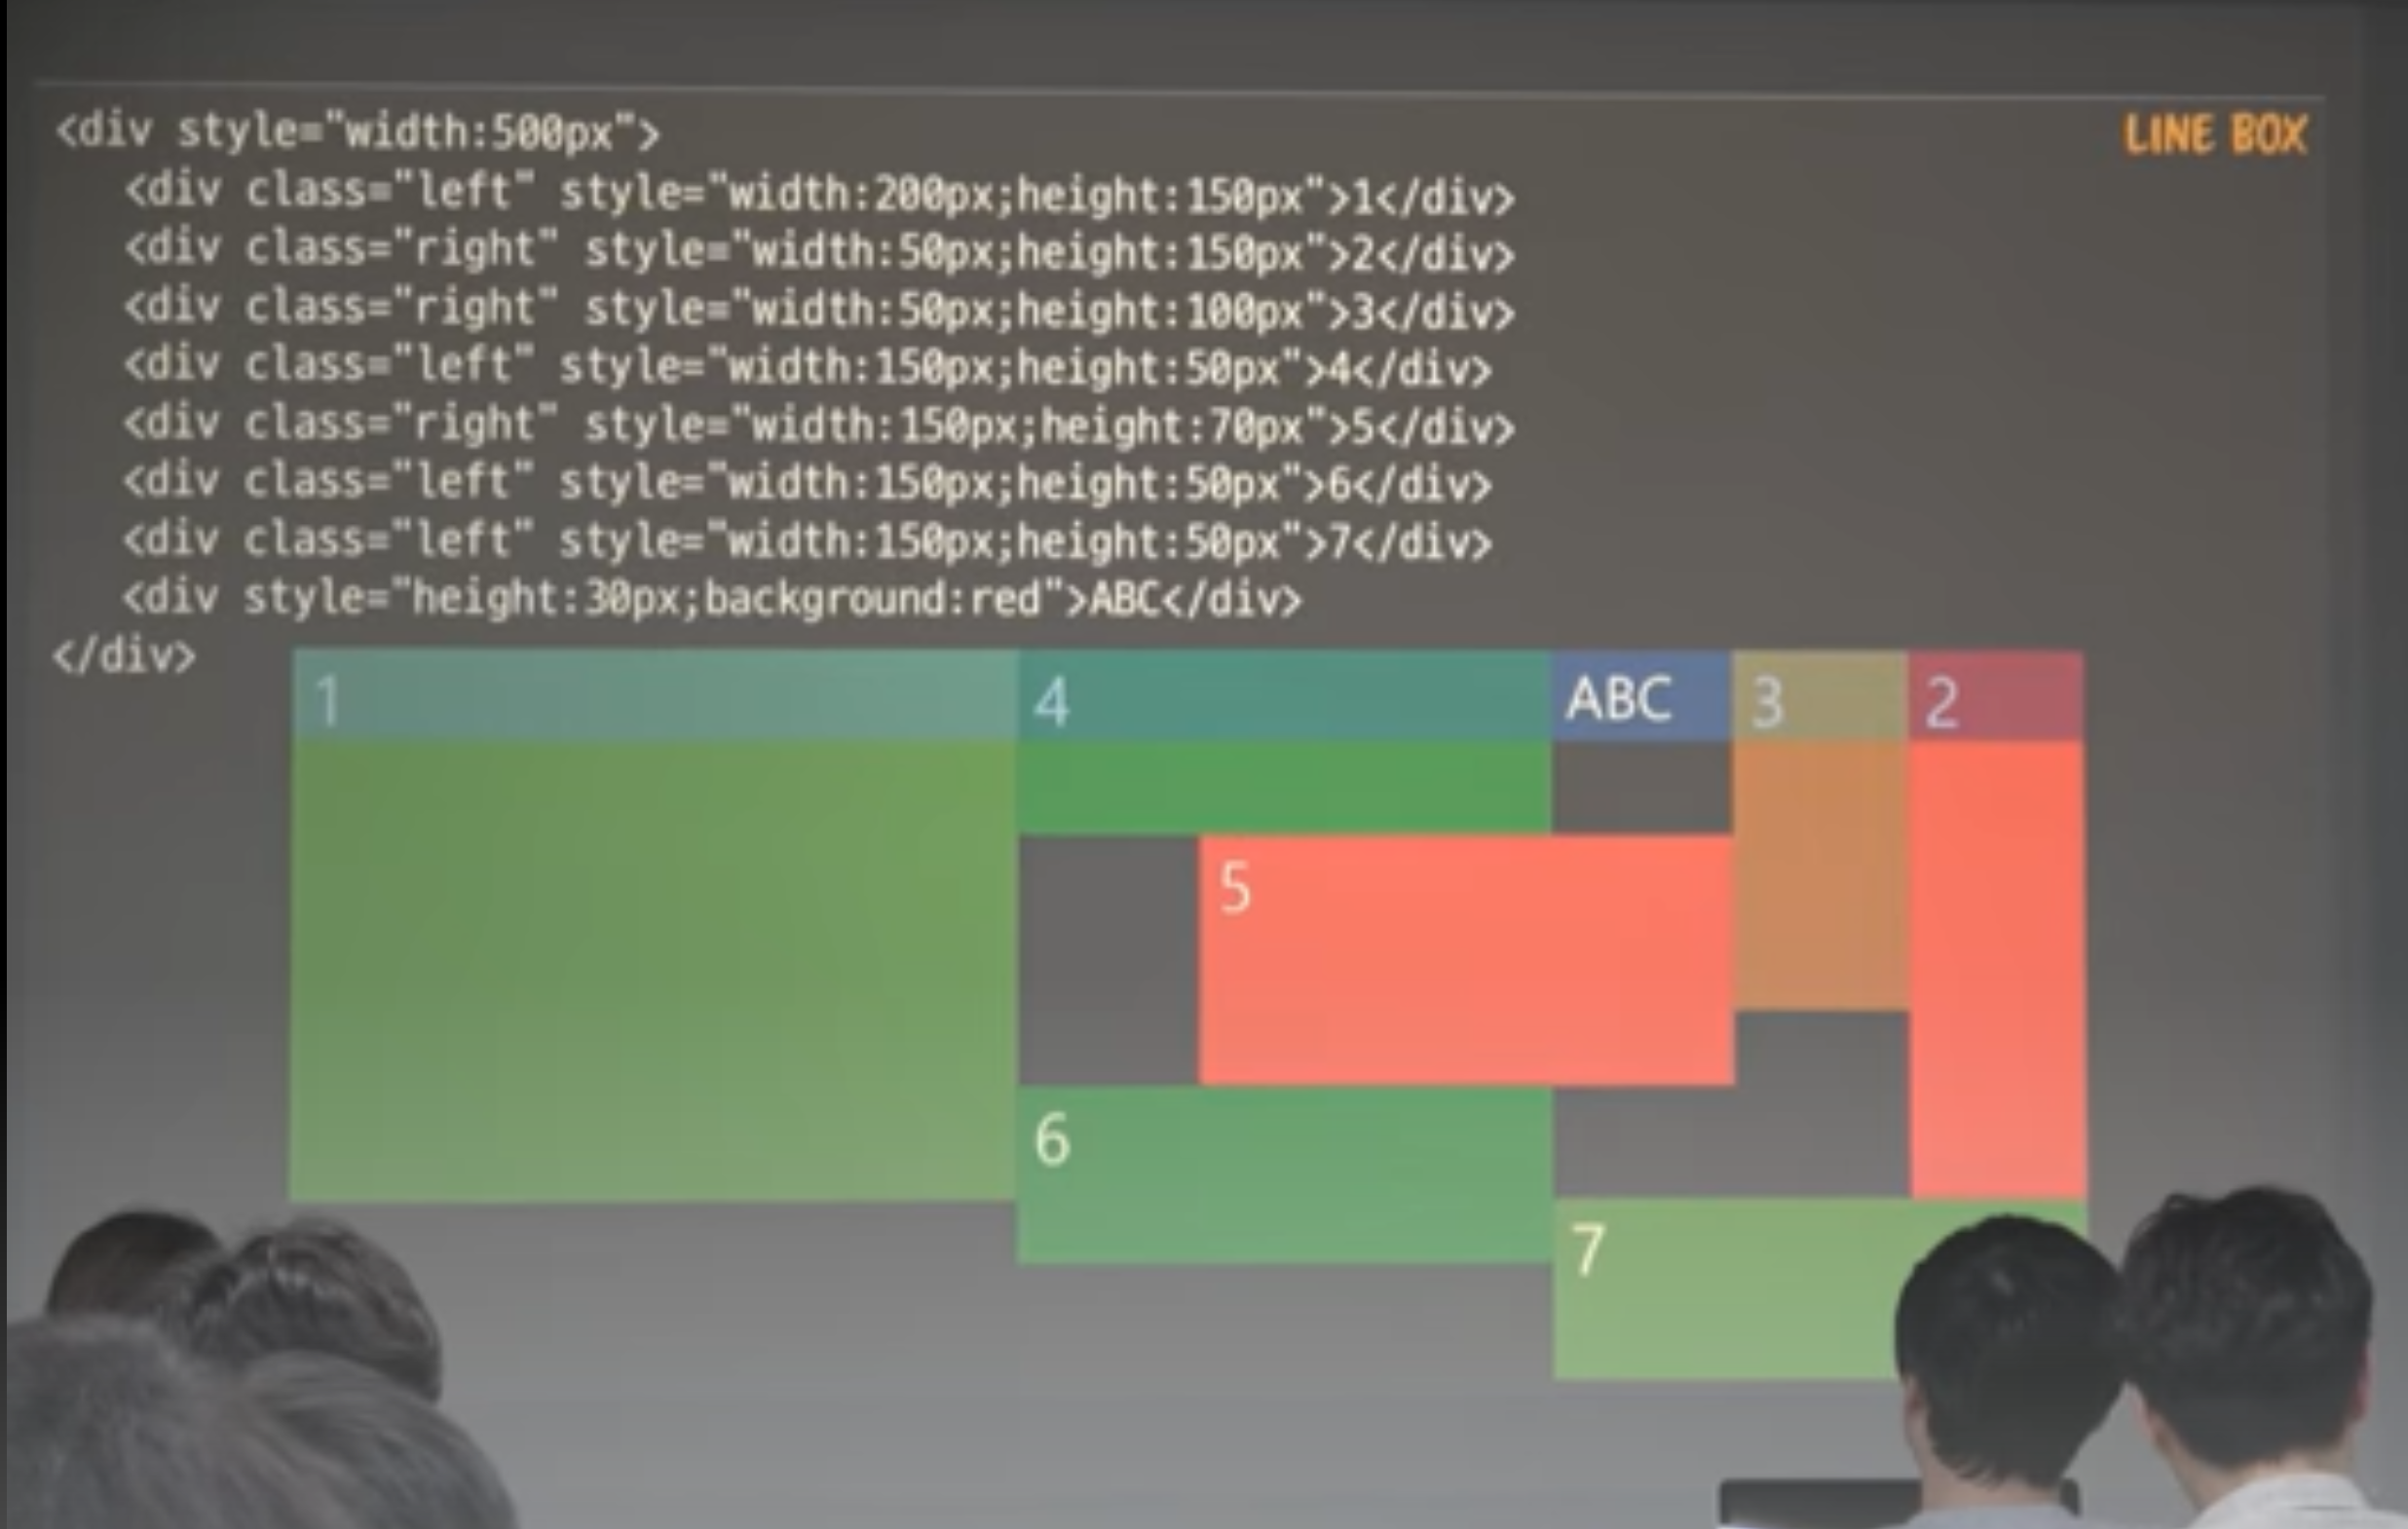 <div style="width:500px">
LINE BOX
<div class="left" style="width:200px;height:150px">1</div>
<div class="right" style="width:50px;height:150px">2</div>
<div class="right" style="width:50px;height:100px">3</div>
<div class="left" style="width:150px;height:50px">4</div>
<div class="right" style="width:150px;height:70px">5</div>
<div class="left" style="width:150px;height:50px">6</div>
<div class="left" style="width:150px;height:50px">7</div>
<div style="height:30px;background:red">ABC</div>
</div>
1 4 ABC 3 2
5
6
7